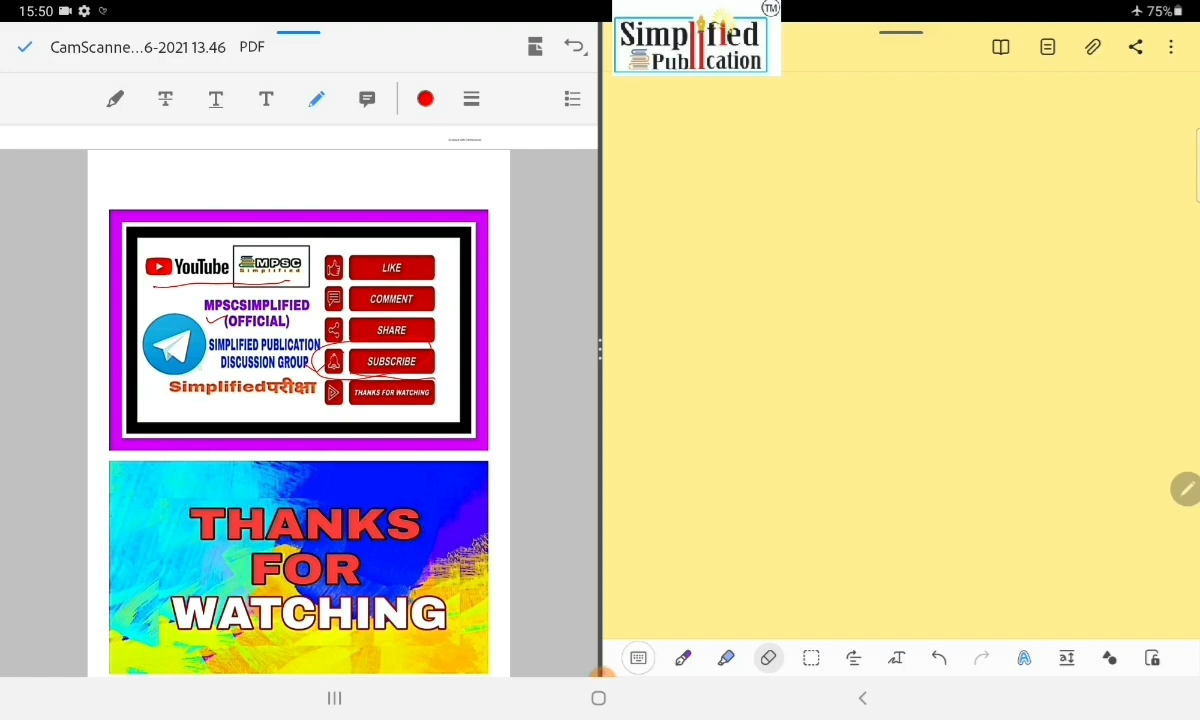 15:50
75%
CamScanne...6-2021 13.46 PDF
Simplified
Publication
TM
YouTube
MPSC
Simplified
MPSCSIMPLIFIED
(OFFICIAL)
SIMPLIFIED PUBLICATION
DISCUSSION GROUP
Simplifiedपरीक्षा
LIKE
COMMENT
SHARE
SUBSCRIBE
THANKS FOR WATCHING
THANKS
FOR
WATCHING